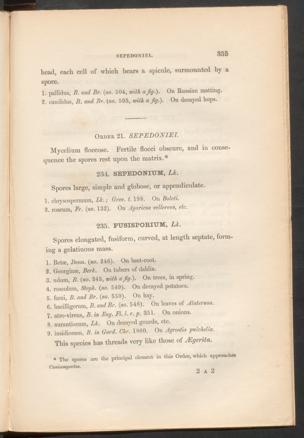 SEPEDONIEI. 355
head, each cell of which bears a spicule, surmounted by a
spore.
1. pallidus, B. and Br. (no. 504, with a fig.). On Russian matting.
2. candidus, B. and Br. (no. 505, with a fig.). On decayed hops.
ORDER 21. SEPEDONIEI.
Mycelium floccose. Fertile flocci obscure, and in conse-
quence the spores rest upon the matrix.*
234. SEPEDONIUM, Lk.
Spores large, simple and globose, or appendiculate.
1. chrysospermum, Lk.; Grev. t. 198. On Boleti.
2. roseum, Fr. (no. 132). On Agaricus vellereus, etc.
235. FUSISPORIUM, Lk.
Spores elongated, fusiform, curved, at length septate, form-
ing a gelatinous mass.
1. Betæ, Desm. (no. 246). On beet-root.
2. Georginæ, Berk. On tubers of dahlia.
3. udum, B. (no. 345, with a fig.). On trees, in spring.
4. roseolum, Steph. (no. 549). On decayed potatoes.
5. fœni, B. and Br. (no. 550). On hay.
6. bacilligerum, B. and Br. (no. 548). On leaves of Alaternus.
7. atro-virens, B. in Eng. Fl. l. c. p. 351. On onions.
8. aurantiacum, Lk. On decayed gourds, etc.
9. insidiosum, B. in Gard. Chr. 1860. On Agrostis pulchella.
This species has threads very like those of Ægerita.
* The spores are the principal element in this Order, which approaches
Coniomycetes.
2 A 2